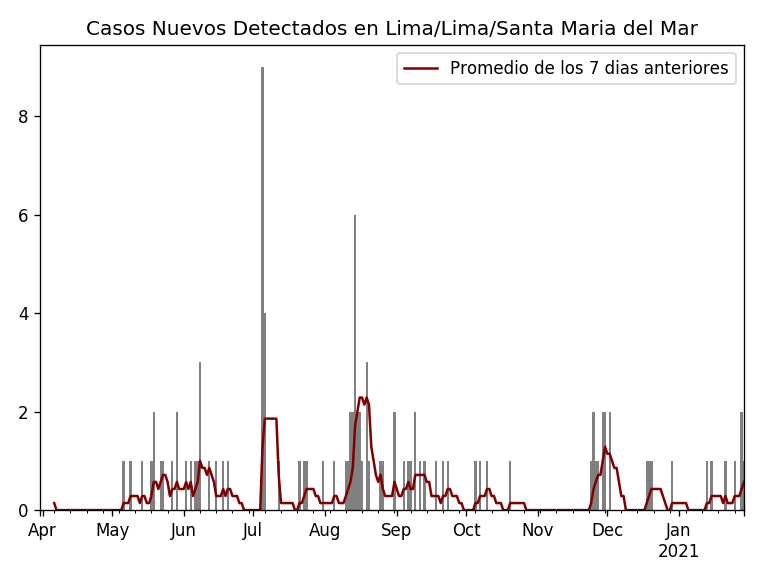 Casos Nuevos Detectados en Lima/Lima/Santa Maria del Mar
Promedio de los 7 dias anteriores
8
6
4
2
0
Apr May Jun Jul Aug Sep Oct Nov Dec Jan
2021